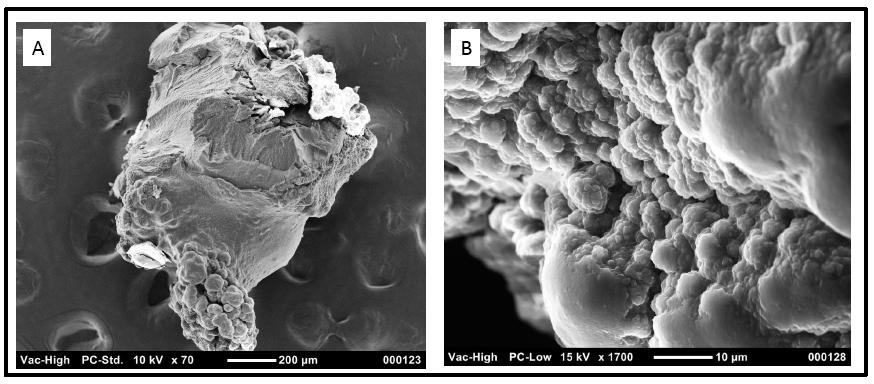 A
B
Vac-High PC-Std. 10 kV x 70 200 µm 000123
Vac-High PC-Low 15 kV x 1700 10 µm 000128